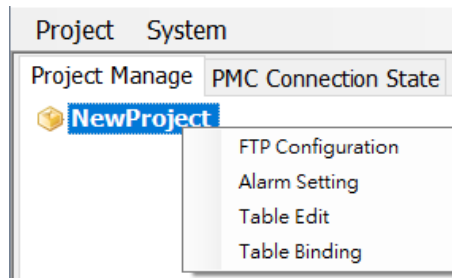 Project System
Project Manage PMC Connection State
NewProject
FTP Configuration
Alarm Setting
Table Edit
Table Binding